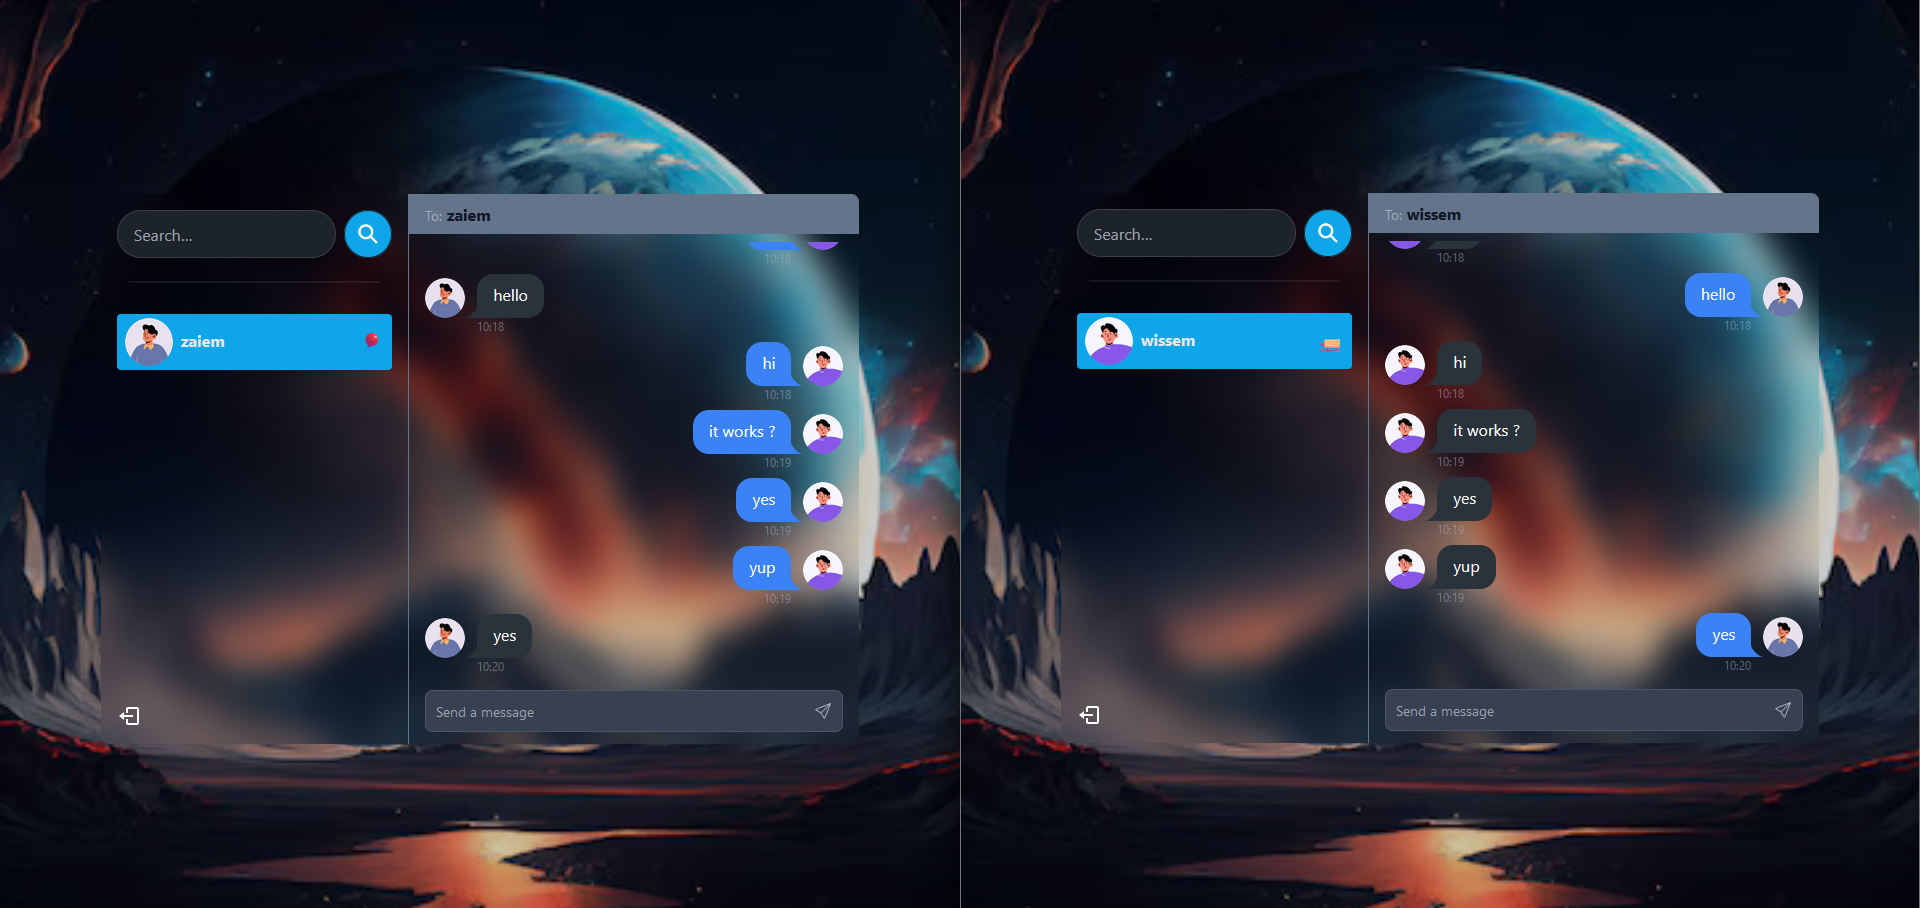 Search...
zaiem
To: zaiem
10:18
hello
10:18
hi
10:18
it works ?
10:19
yes
10:19
yup
10:19
yes
10:20
Send a message
Search...
wissem
To: wissem
10:18
hello
10:18
hi
10:18
it works ?
10:19
yes
10:19
yup
10:19
yes
10:20
Send a message